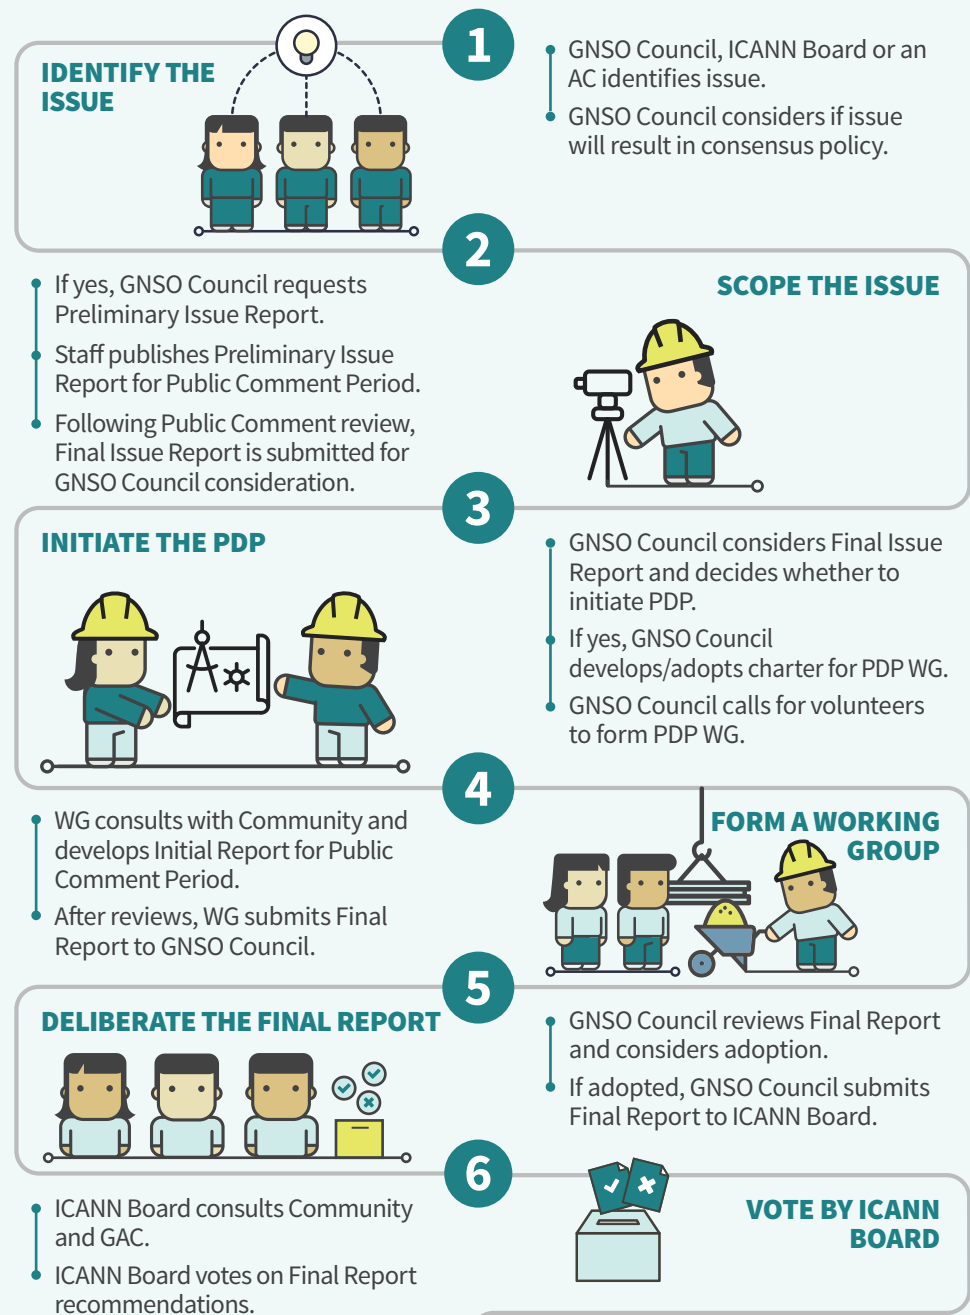 1
IDENTIFY THE
ISSUE
GNSO Council, ICANN Board or an
AC identifies issue.
GNSO Council considers if issue
will result in consensus policy.
2
SCOPE THE ISSUE
If yes, GNSO Council requests
Preliminary Issue Report.
Staff publishes Preliminary Issue
Report for Public Comment Period.
Following Public Comment review,
Final Issue Report is submitted for
GNSO Council consideration.
3
INITIATE THE PDP
GNSO Council considers Final Issue
Report and decides whether to
initiate PDP.
If yes, GNSO Council
develops/adopts charter for PDP WG.
GNSO Council calls for volunteers
to form PDP WG.
4
FORM A WORKING
GROUP
WG consults with Community and
develops Initial Report for Public
Comment Period.
After reviews, WG submits Final
Report to GNSO Council.
5
DELIBERATE THE FINAL REPORT
GNSO Council reviews Final Report
and considers adoption.
If adopted, GNSO Council submits
Final Report to ICANN Board.
6
VOTE BY ICANN
BOARD
ICANN Board consults Community
and GAC.
ICANN Board votes on Final Report
recommendations.